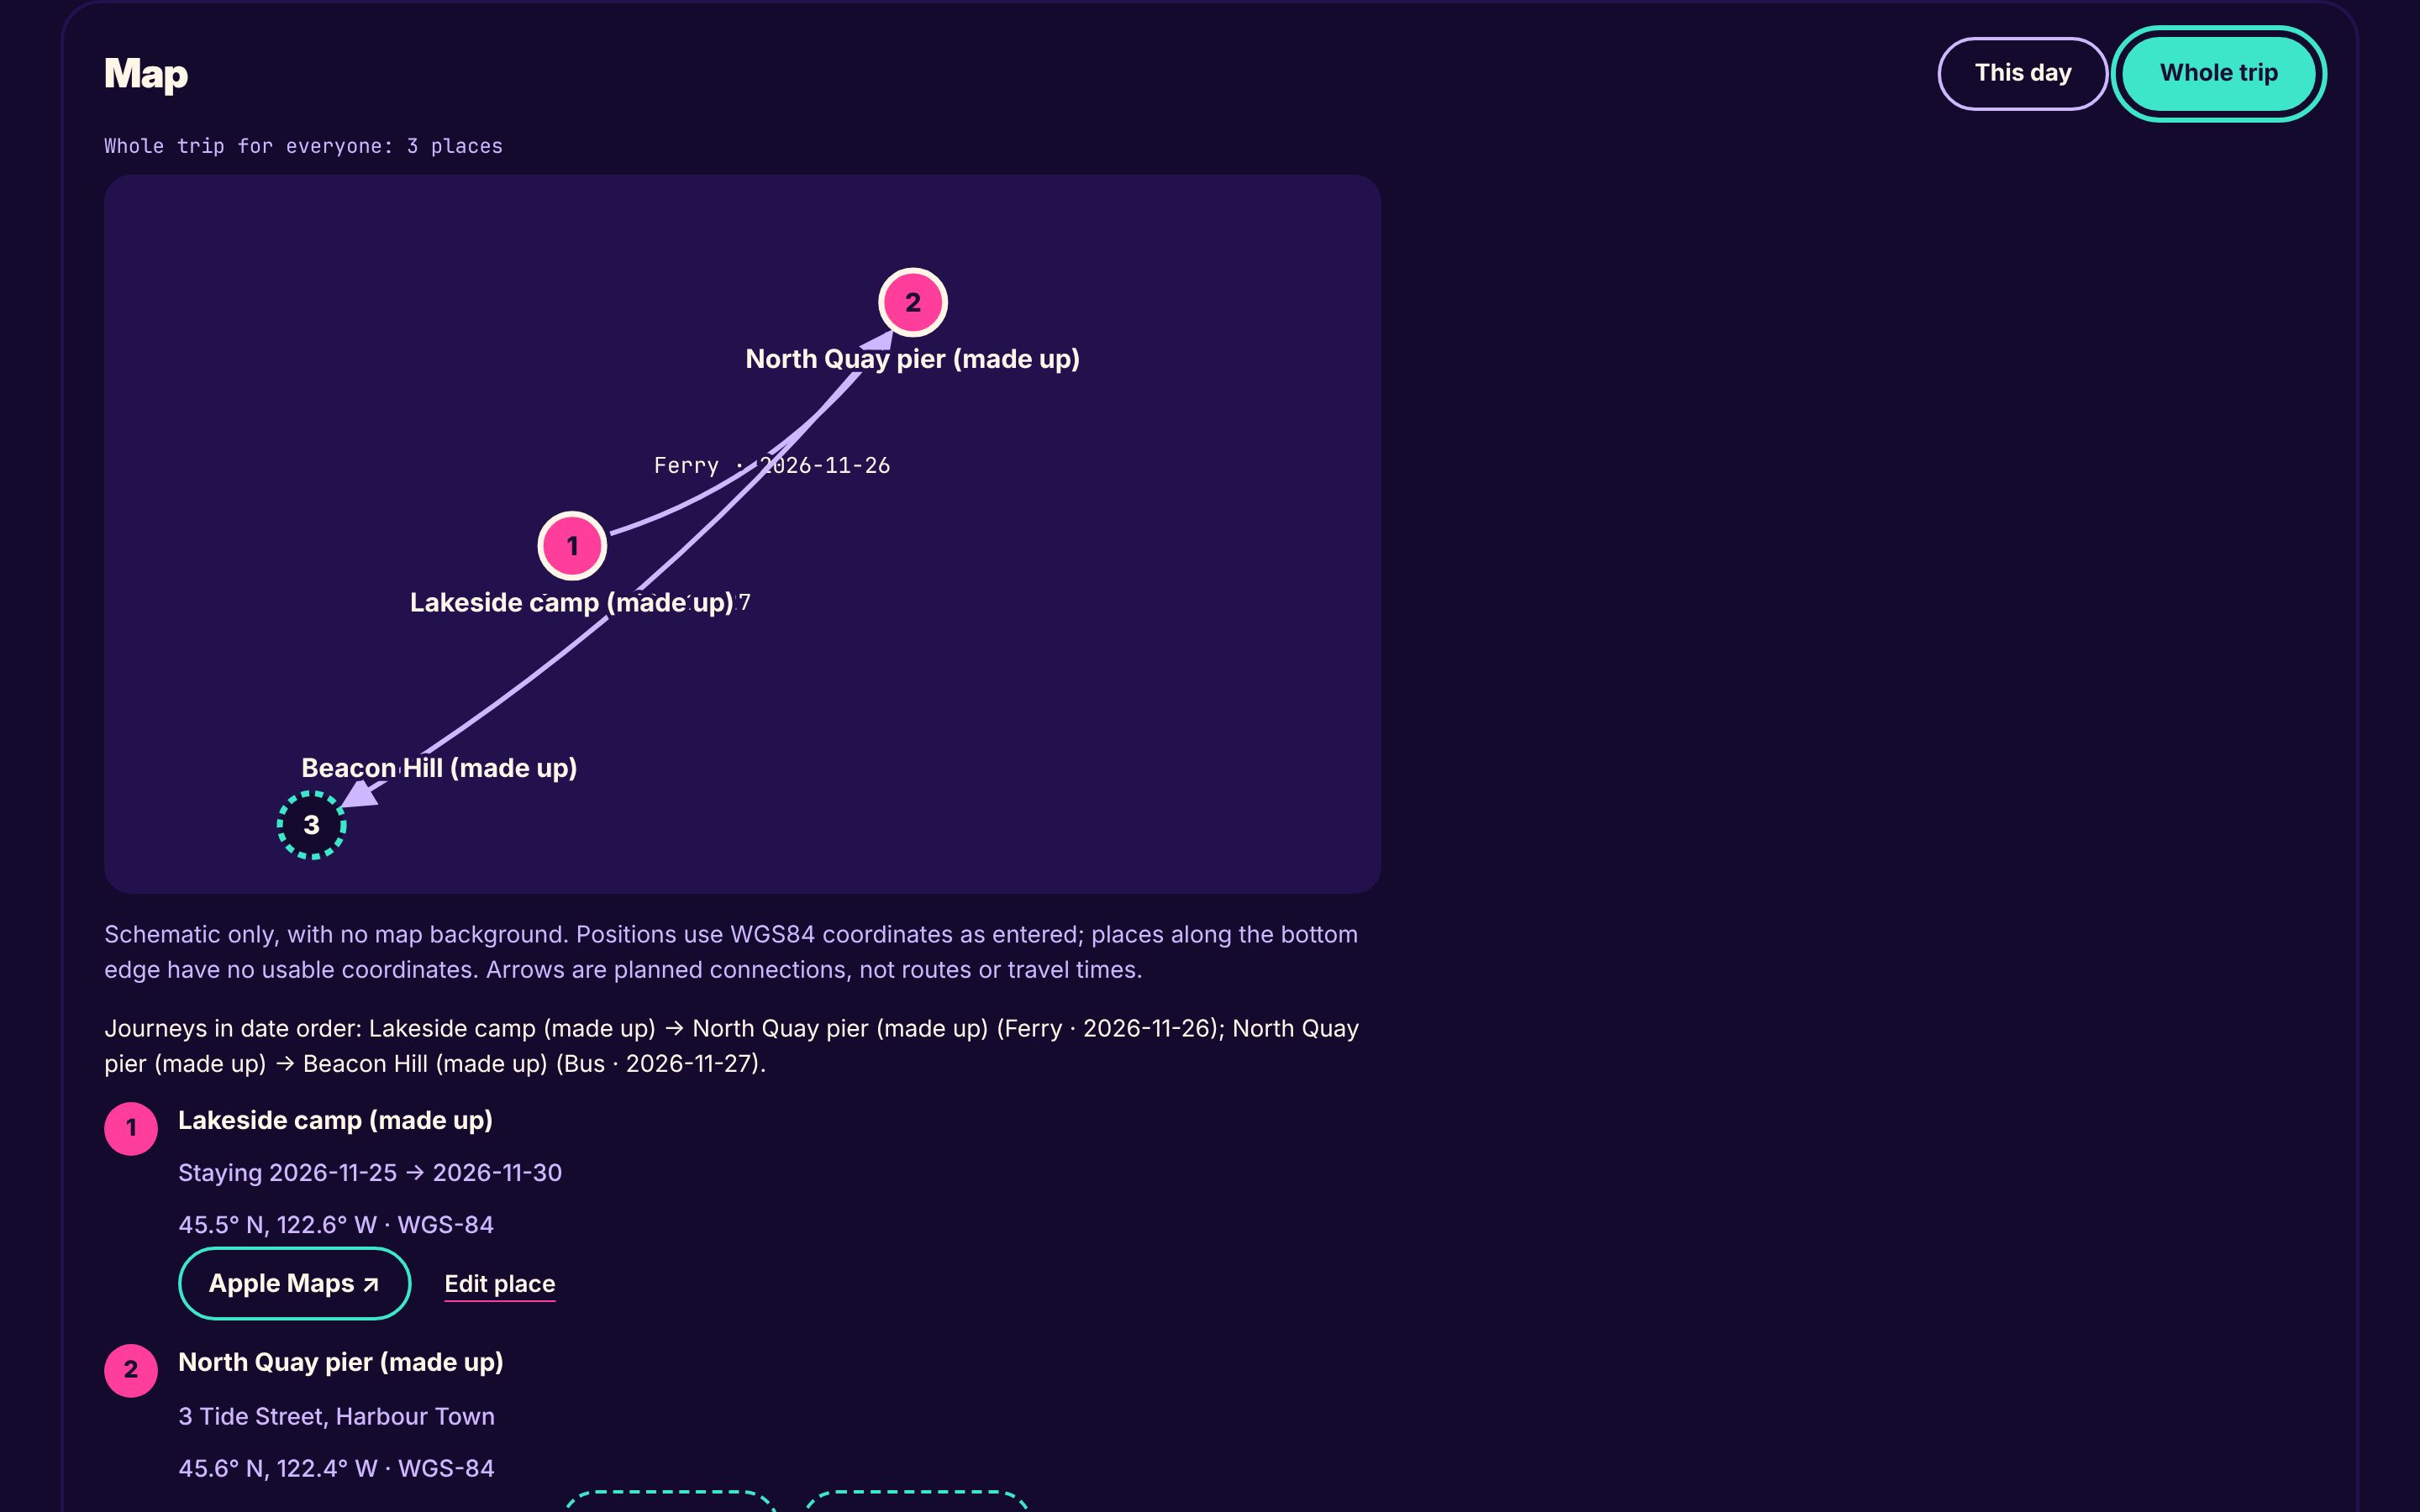 Map
This day
Whole trip
Whole trip for everyone: 3 places
2
North Quay pier (made up)
Ferry · 2026-11-26
1
Lakeside camp (made up)
7
Beacon Hill (made up)
3
Schematic only, with no map background. Positions use WGS84 coordinates as entered; places along the bottom
edge have no usable coordinates. Arrows are planned connections, not routes or travel times.
Journeys in date order: Lakeside camp (made up) → North Quay pier (made up) (Ferry · 2026-11-26); North Quay
pier (made up) → Beacon Hill (made up) (Bus · 2026-11-27).
1
Lakeside camp (made up)
Staying 2026-11-25 → 2026-11-30
45.5° N, 122.6° W · WGS-84
Apple Maps ↗
Edit place
2
North Quay pier (made up)
3 Tide Street, Harbour Town
45.6° N, 122.4° W · WGS-84